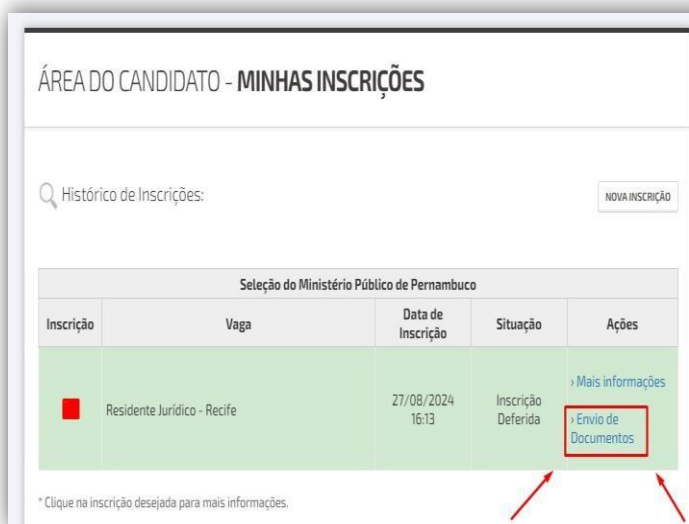 ÁREA DO CANDIDATO - MINHAS INSCRIÇÕES
Histórico de Inscrições:
NOVA INSCRIÇÃO
Seleção do Ministério Público de Pernambuco
Inscrição Vaga Data de Inscrição Situação Ações
Residente Jurídico - Recife 27/08/2024 16:13 Inscrição Deferida › Mais informações
› Envio de Documentos
* Clique na inscrição desejada para mais informações.